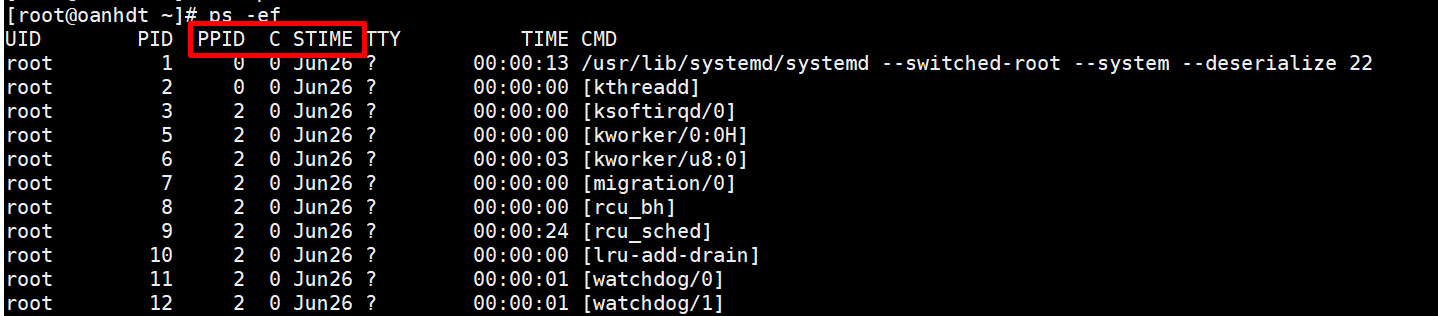 [root@oanhdt ~]# ps -ef
UID        PID  PPID  C STIME TTY          TIME CMD
root         1     0  0 Jun26 ?        00:00:13 /usr/lib/systemd/systemd --switched-root --system --deserialize 22
root         2     0  0 Jun26 ?        00:00:00 [kthreadd]
root         3     2  0 Jun26 ?        00:00:00 [ksoftirqd/0]
root         5     2  0 Jun26 ?        00:00:00 [kworker/0:0H]
root         6     2  0 Jun26 ?        00:00:03 [kworker/u8:0]
root         7     2  0 Jun26 ?        00:00:00 [migration/0]
root         8     2  0 Jun26 ?        00:00:00 [rcu_bh]
root         9     2  0 Jun26 ?        00:00:24 [rcu_sched]
root        10     2  0 Jun26 ?        00:00:00 [lru-add-drain]
root        11     2  0 Jun26 ?        00:00:01 [watchdog/0]
root        12     2  0 Jun26 ?        00:00:01 [watchdog/1]